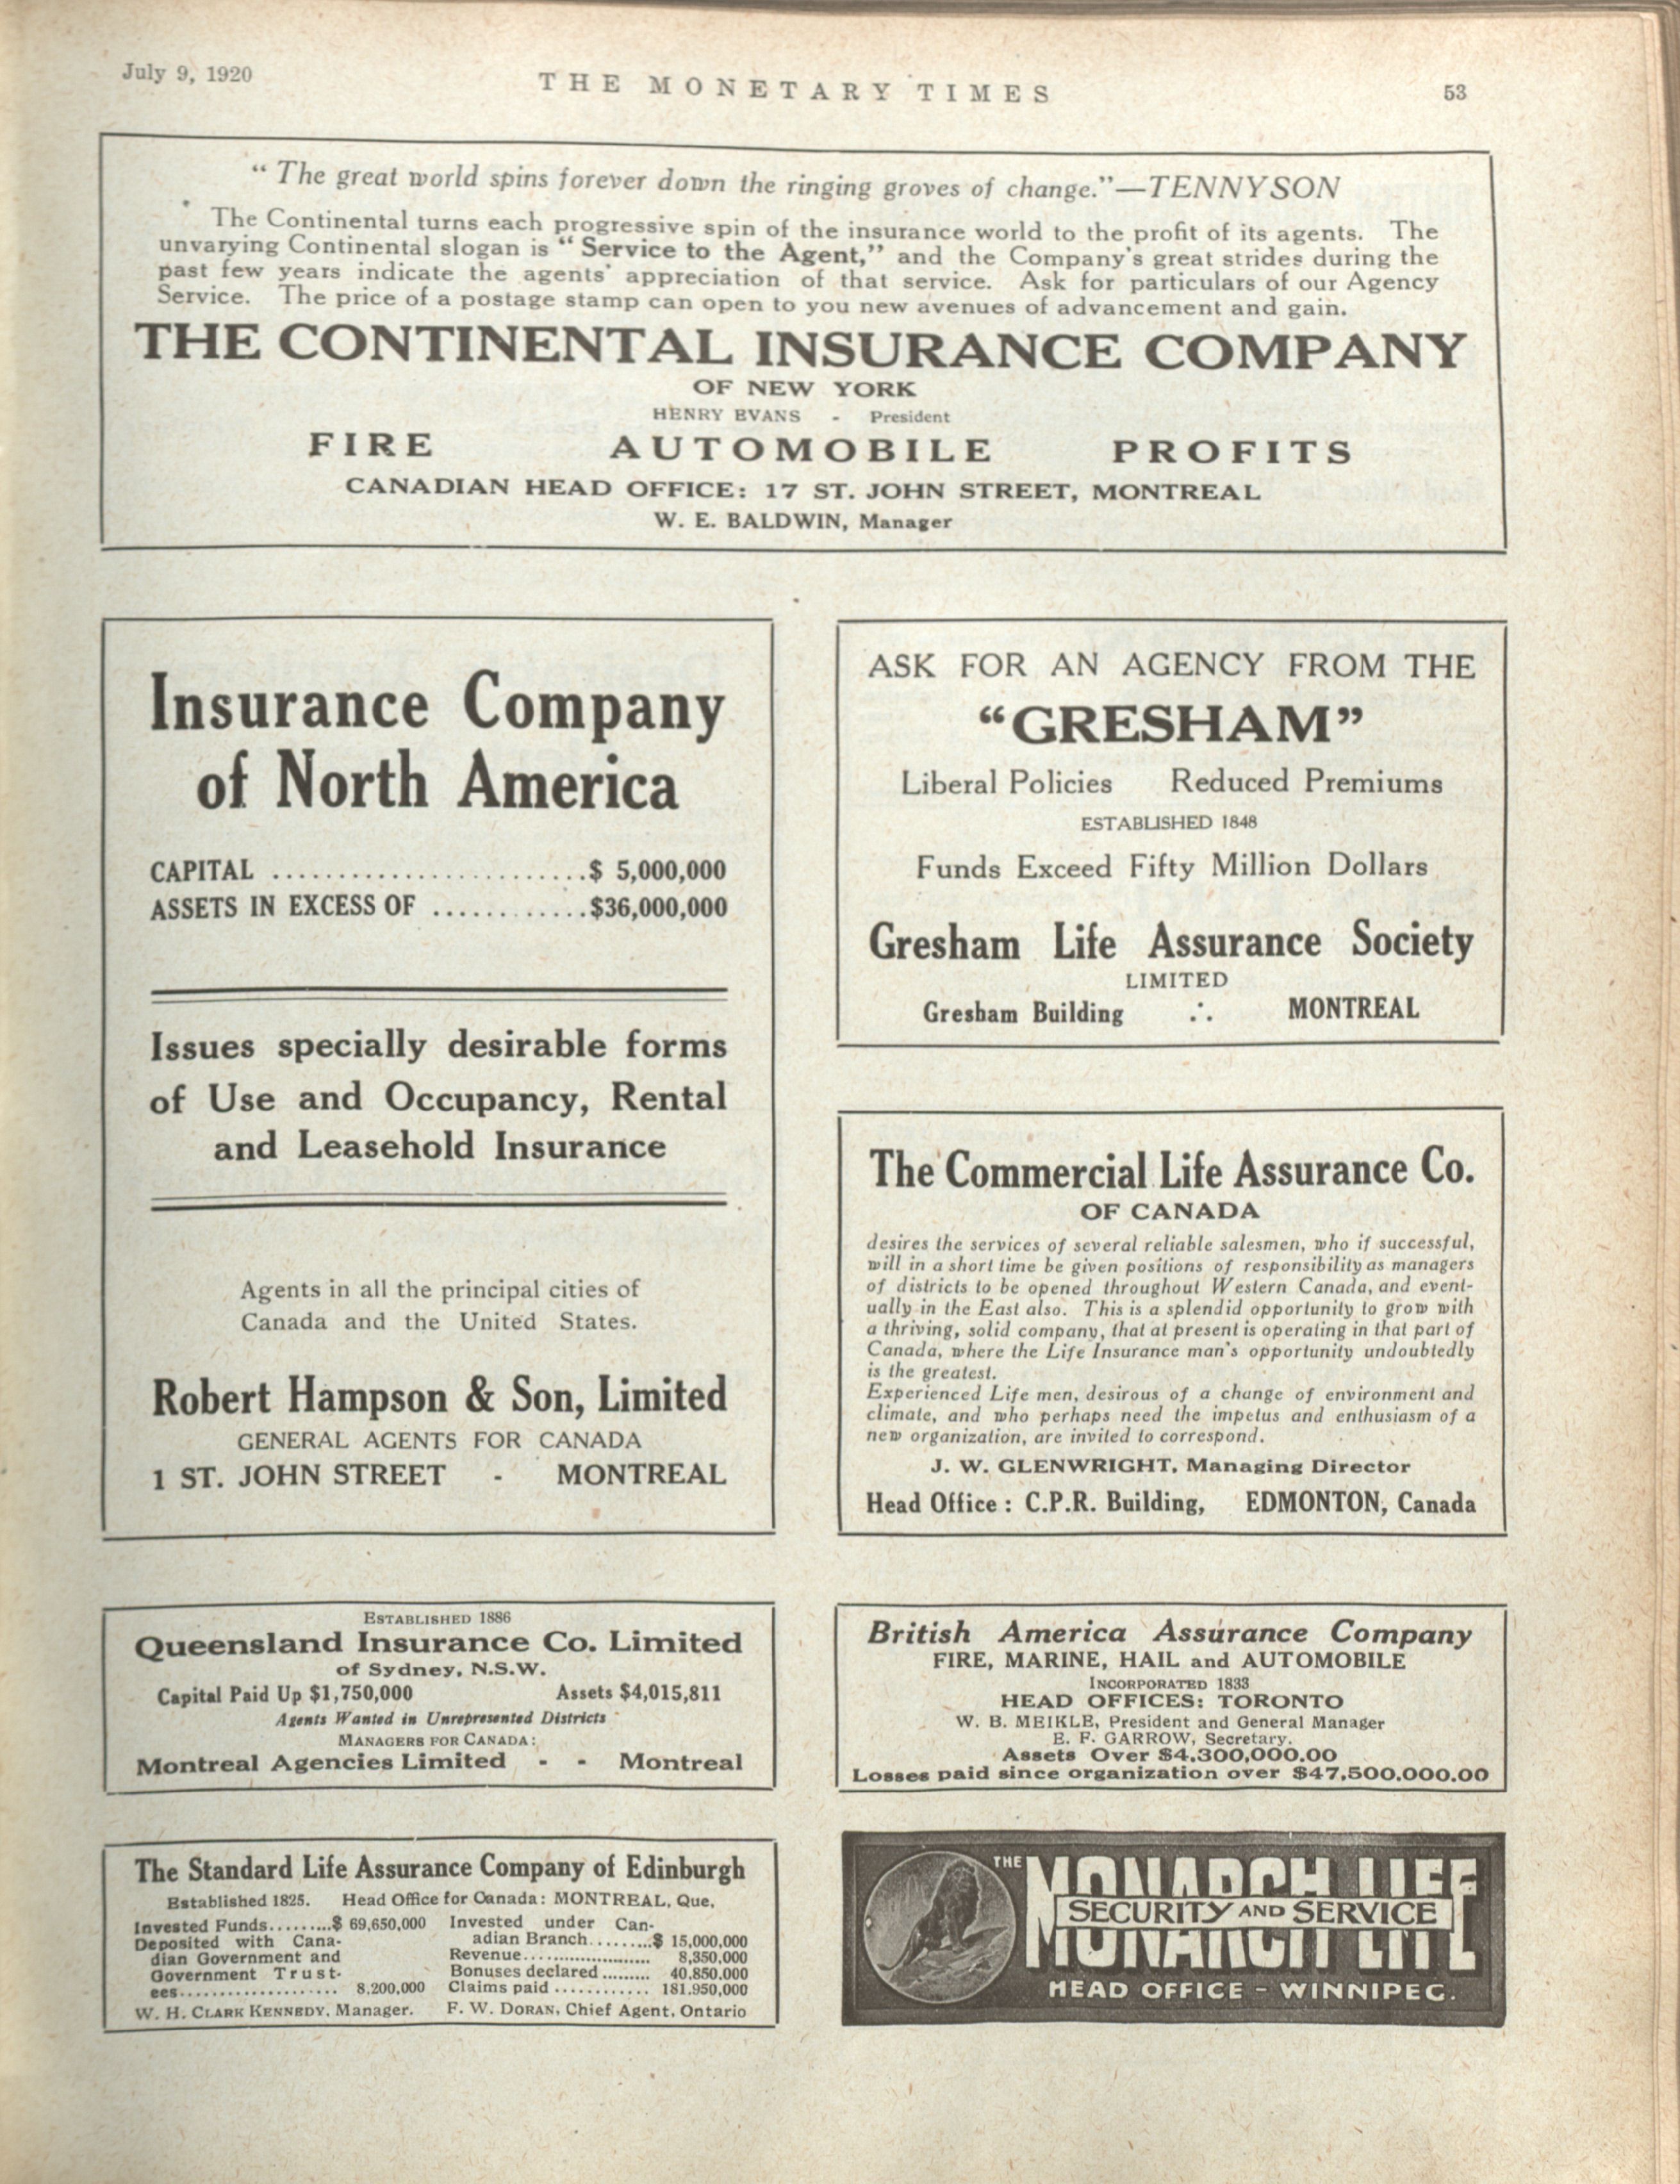 July 9, 1920
THE MONETARY TIMES
53
“The great world spins forever down the ringing groves of change.”—TENNYSON
The Continental turns each progressive spin of the insurance world to the profit of its agents. The
unvarying Continental slogan is “Service to the Agent,” and the Company's great strides during the
past few years indicate the agents' appreciation of that service. Ask for particulars of our Agency
Service. The price of a postage stamp can open to you new avenues of advancement and gain.
THE CONTINENTAL INSURANCE COMPANY
OF NEW YORK
HENRY EVANS - President
FIRE AUTOMOBILE PROFITS
CANADIAN HEAD OFFICE: 17 ST. JOHN STREET, MONTREAL
W. E. BALDWIN, Manager
Insurance Company
of North America
CAPITAL ........................$ 5,000,000
ASSETS IN EXCESS OF ............$36,000,000
Issues specially desirable forms
of Use and Occupancy, Rental
and Leasehold Insurance
Agents in all the principal cities of
Canada and the United States.
Robert Hampson & Son, Limited
GENERAL AGENTS FOR CANADA
1 ST. JOHN STREET - MONTREAL
ASK FOR AN AGENCY FROM THE
“GRESHAM”
Liberal Policies Reduced Premiums
ESTABLISHED 1848
Funds Exceed Fifty Million Dollars
Gresham Life Assurance Society
LIMITED
Gresham Building ∴ MONTREAL
The Commercial Life Assurance Co.
OF CANADA
desires the services of several reliable salesmen, who if successful,
will in a short time be given positions of responsibility as managers
of districts to be opened throughout Western Canada, and event-
ually in the East also. This is a splendid opportunity to grow with
a thriving, solid company, that at present is operating in that part of
Canada, where the Life Insurance man's opportunity undoubtedly
is the greatest.
Experienced Life men, desirous of a change of environment and
climate, and who perhaps need the impetus and enthusiasm of a
new organization, are invited to correspond.
J. W. GLENWRIGHT, Managing Director
Head Office : C.P.R. Building, EDMONTON, Canada
ESTABLISHED 1886
Queensland Insurance Co. Limited
of Sydney, N.S.W.
Capital Paid Up $1,750,000 Assets $4,015,811
Agents Wanted in Unrepresented Districts
MANAGERS FOR CANADA:
Montreal Agencies Limited - - Montreal
British America Assurance Company
FIRE, MARINE, HAIL and AUTOMOBILE
INCORPORATED 1833
HEAD OFFICES: TORONTO
W. B. MEIKLE, President and General Manager
E. F. GARROW, Secretary.
Assets Over $4,300,000.00
Losses paid since organization over $47,500,000.00
The Standard Life Assurance Company of Edinburgh
Established 1825. Head Office for Canada: MONTREAL, Que.
Invested Funds.........$ 69,650,000
Deposited with Cana-
dian Government and
Government Trust-
ees.................... 8,200,000
Invested under Can-
adian Branch.........$ 15,000,000
Revenue..................... 8,350,000
Bonuses declared ......... 40,850,000
Claims paid ............ 181,950,000
W. H. CLARK KENNEDY, Manager. F. W. DORAN, Chief Agent, Ontario
THE MONARCH LIFE
SECURITY AND SERVICE
MONARCH LIFE
HEAD OFFICE - WINNIPEG.